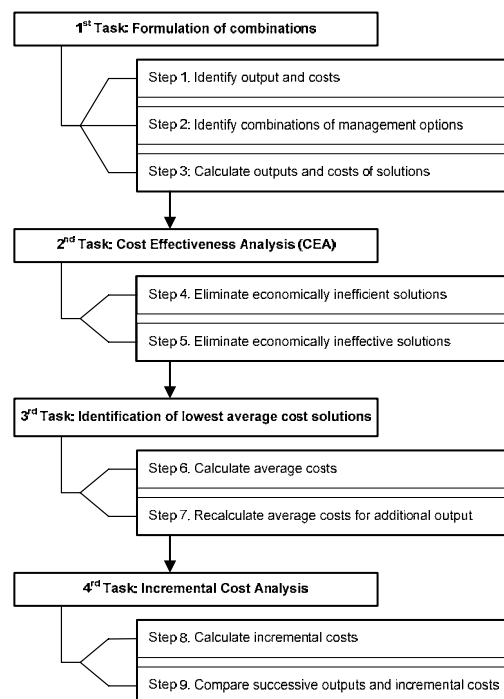 1st Task: Formulation of combinations
Step 1. Identify output and costs
Step 2: Identify combinations of management options
Step 3: Calculate outputs and costs of solutions
2nd Task: Cost Effectiveness Analysis (CEA)
Step 4. Eliminate economically inefficient solutions
Step 5. Eliminate economically ineffective solutions
3rd Task: Identification of lowest average cost solutions
Step 6. Calculate average costs
Step 7. Recalculate average costs for additional output
4rd Task: Incremental Cost Analysis
Step 8. Calculate incremental costs
Step 9. Compare successive outputs and incremental costs